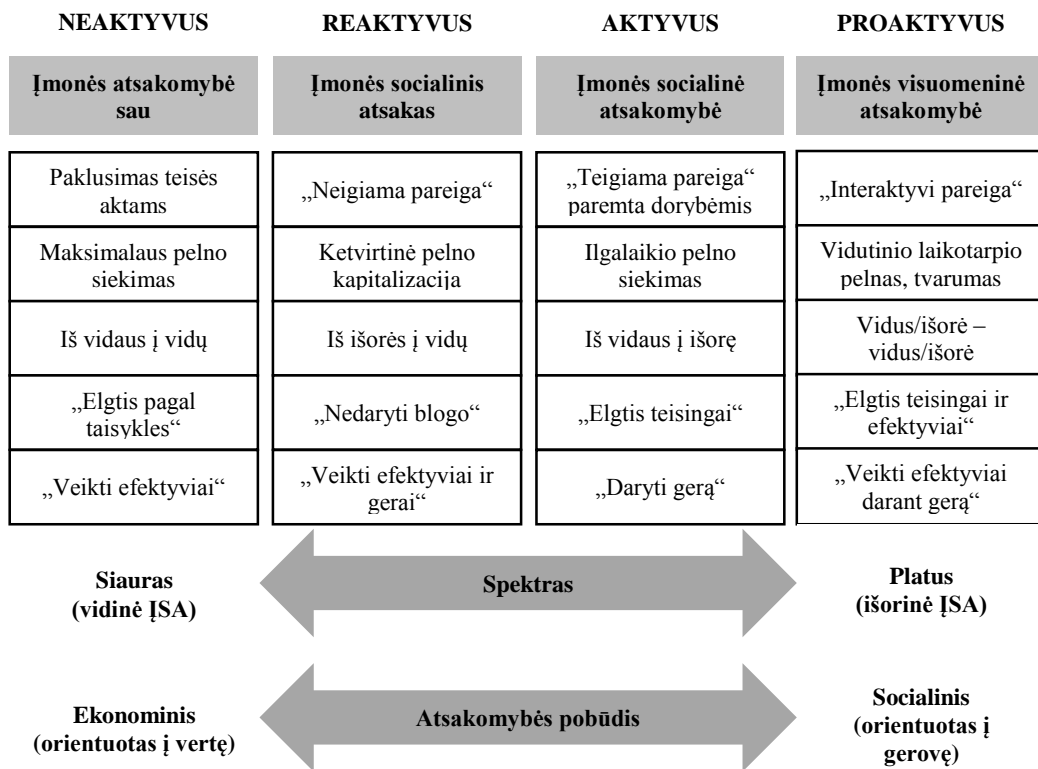 NEAKTYVUS REAKTYVUS AKTYVUS PROAKTYVUS
Įmonės atsakomybė
sau
Įmonės socialinis
atsakas
Įmonės socialinė
atsakomybė
Įmonės visuomeninė
atsakomybė
Paklusimas teisės
aktams
„Neigiama pareiga“
„Teigiama pareiga“
paremta dorybėmis
„Interaktyvi pareiga“
Maksimalaus pelno
siekimas
Ketvirtinė pelno
kapitalizacija
Ilgalaikio pelno
siekimas
Vidutinio laikotarpio
pelnas, tvarumas
Iš vidaus į vidų
Iš išorės į vidų
Iš vidaus į išorę
Vidus/išorė –
vidus/išorė
„Elgtis pagal
taisykles“
„Nedaryti blogo“
„Elgtis teisingai“
„Elgtis teisingai ir
efektyviai“
„Veikti efektyviai“
„Veikti efektyviai ir
gerai“
„Daryti gerą“
„Veikti efektyviai
darant gerą“
Siauras
(vidinė ĮSA)
Spektras
Platus
(išorinė ĮSA)
Ekonominis
(orientuotas į vertę)
Atsakomybės pobūdis
Socialinis
(orientuotas į
gerovę)